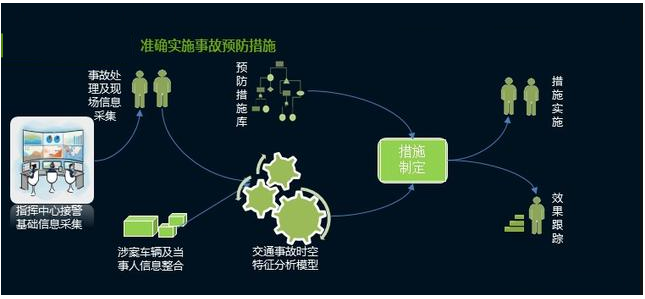 准确实施事故预防措施
事故处
理及现
场信息
采集
预防措施库
措施实施
措施
制定
指挥中心接警
基础信息采集
效果跟踪
涉案车辆及当
事人信息整合
交通事故时空
特征分析模型